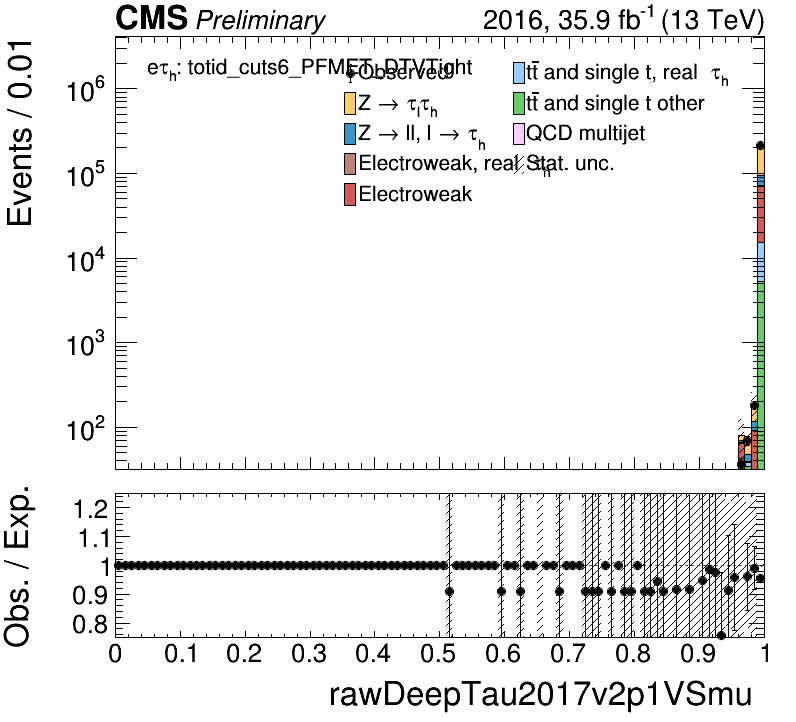 CMS Preliminary 2016, 35.9 fb⁻¹ (13 TeV)
eτₕ: totid_cuts6_PFMET_DTVTight
Observed
Z → τₗτₕ
Z → ll, l → τₕ
Electroweak, real τₕ
Electroweak
tt̄ and single t, real τₕ
tt̄ and single t other
QCD multijet
Stat. unc.
Events / 0.01
10⁶
10⁵
10⁴
10³
10²
Obs. / Exp.
1.2
1.1
1
0.9
0.8
0 0.1 0.2 0.3 0.4 0.5 0.6 0.7 0.8 0.9 1
rawDeepTau2017v2p1VSmu